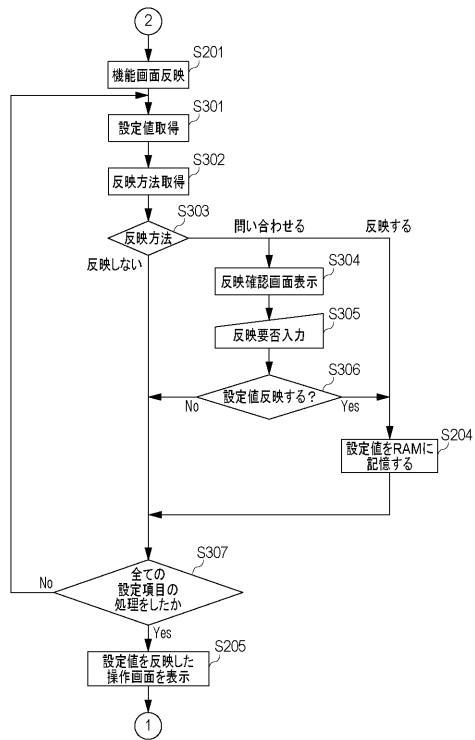 2
S201
機能画面反映
S301
設定値取得
S302
反映方法取得
S303
反映方法
問い合わせる
反映する
反映しない
S304
反映確認画面表示
S305
反映要否入力
S306
設定値反映する？
No
Yes
S204
設定値をRAMに
記憶する
S307
全ての
設定項目の
処理をしたか
No
Yes
S205
設定値を反映した
操作画面を表示
1